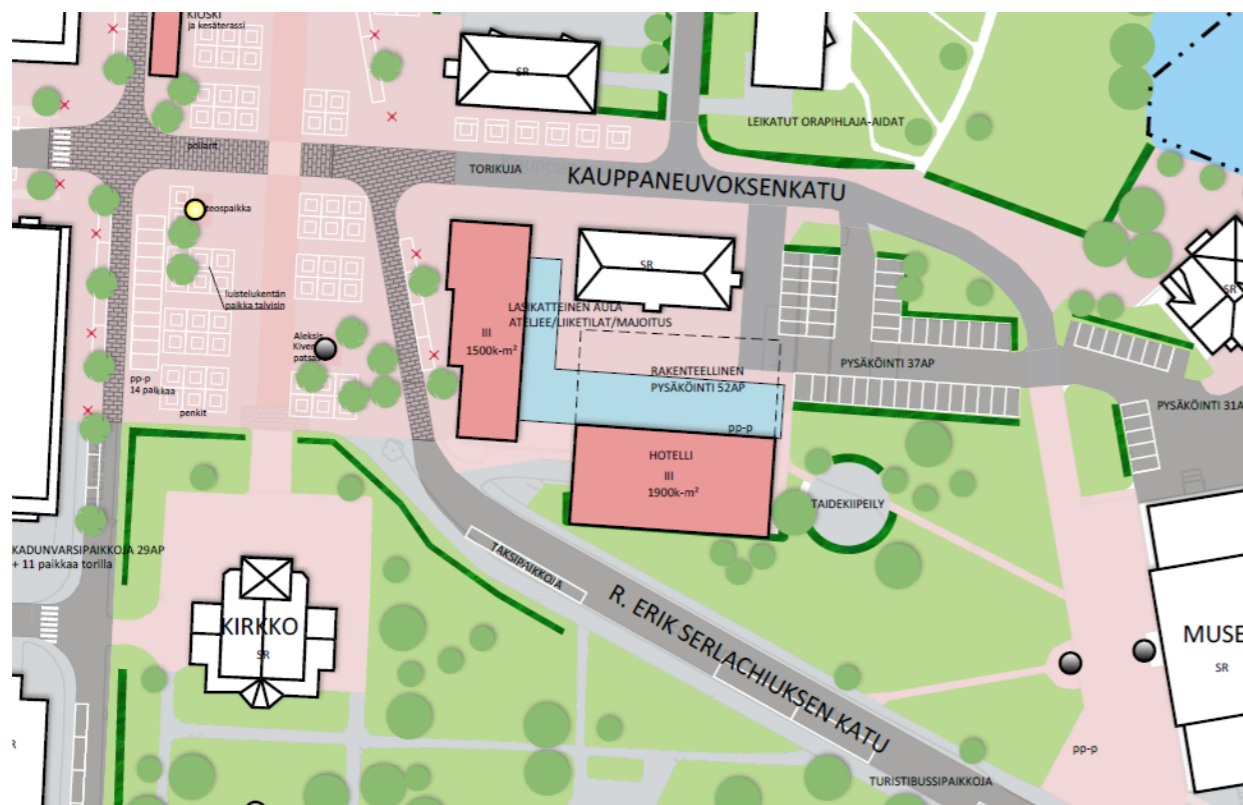 KIOSKI
ja kesäterassi
SR
LEIKATUT ORAPIHLAJA-AIDAT
pollarit
TORIKUJA
KAUPPANEUVOKSENKATU
teospaikka
SR
SR
luistelukentän
paikka talvisin
LASIKATTEINEN AULA
ATELJEE/LIIKETILAT/MAJOITUS
III
1500k-m²
Aleksis
Kiven
patsas
RAKENTEELLINEN
PYSÄKÖINTI 52AP
PYSÄKÖINTI 37AP
pp-p
14 paikkaa
penkit
PYSÄKÖINTI 31A
pp-p
HOTELLI
III
1900k-m²
TAIDEKIIPEILY
KADUNVARSIPAIKKOJA 29AP
+ 11 paikkaa torilla
TAKSIPAIKKOJA
R. ERIK SERLACHIUKSEN KATU
KIRKKO
SR
MUSE
SR
R
pp-p
TURISTIBUSSIPAIKKOJA